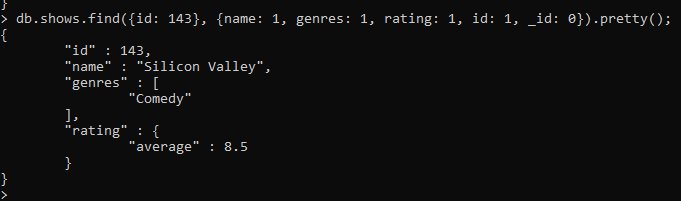 }
> db.shows.find({id: 143}, {name: 1, genres: 1, rating: 1, id: 1, _id: 0}).pretty();
{
        "id" : 143,
        "name" : "Silicon Valley",
        "genres" : [
                "Comedy"
        ],
        "rating" : {
                "average" : 8.5
        }
}
>